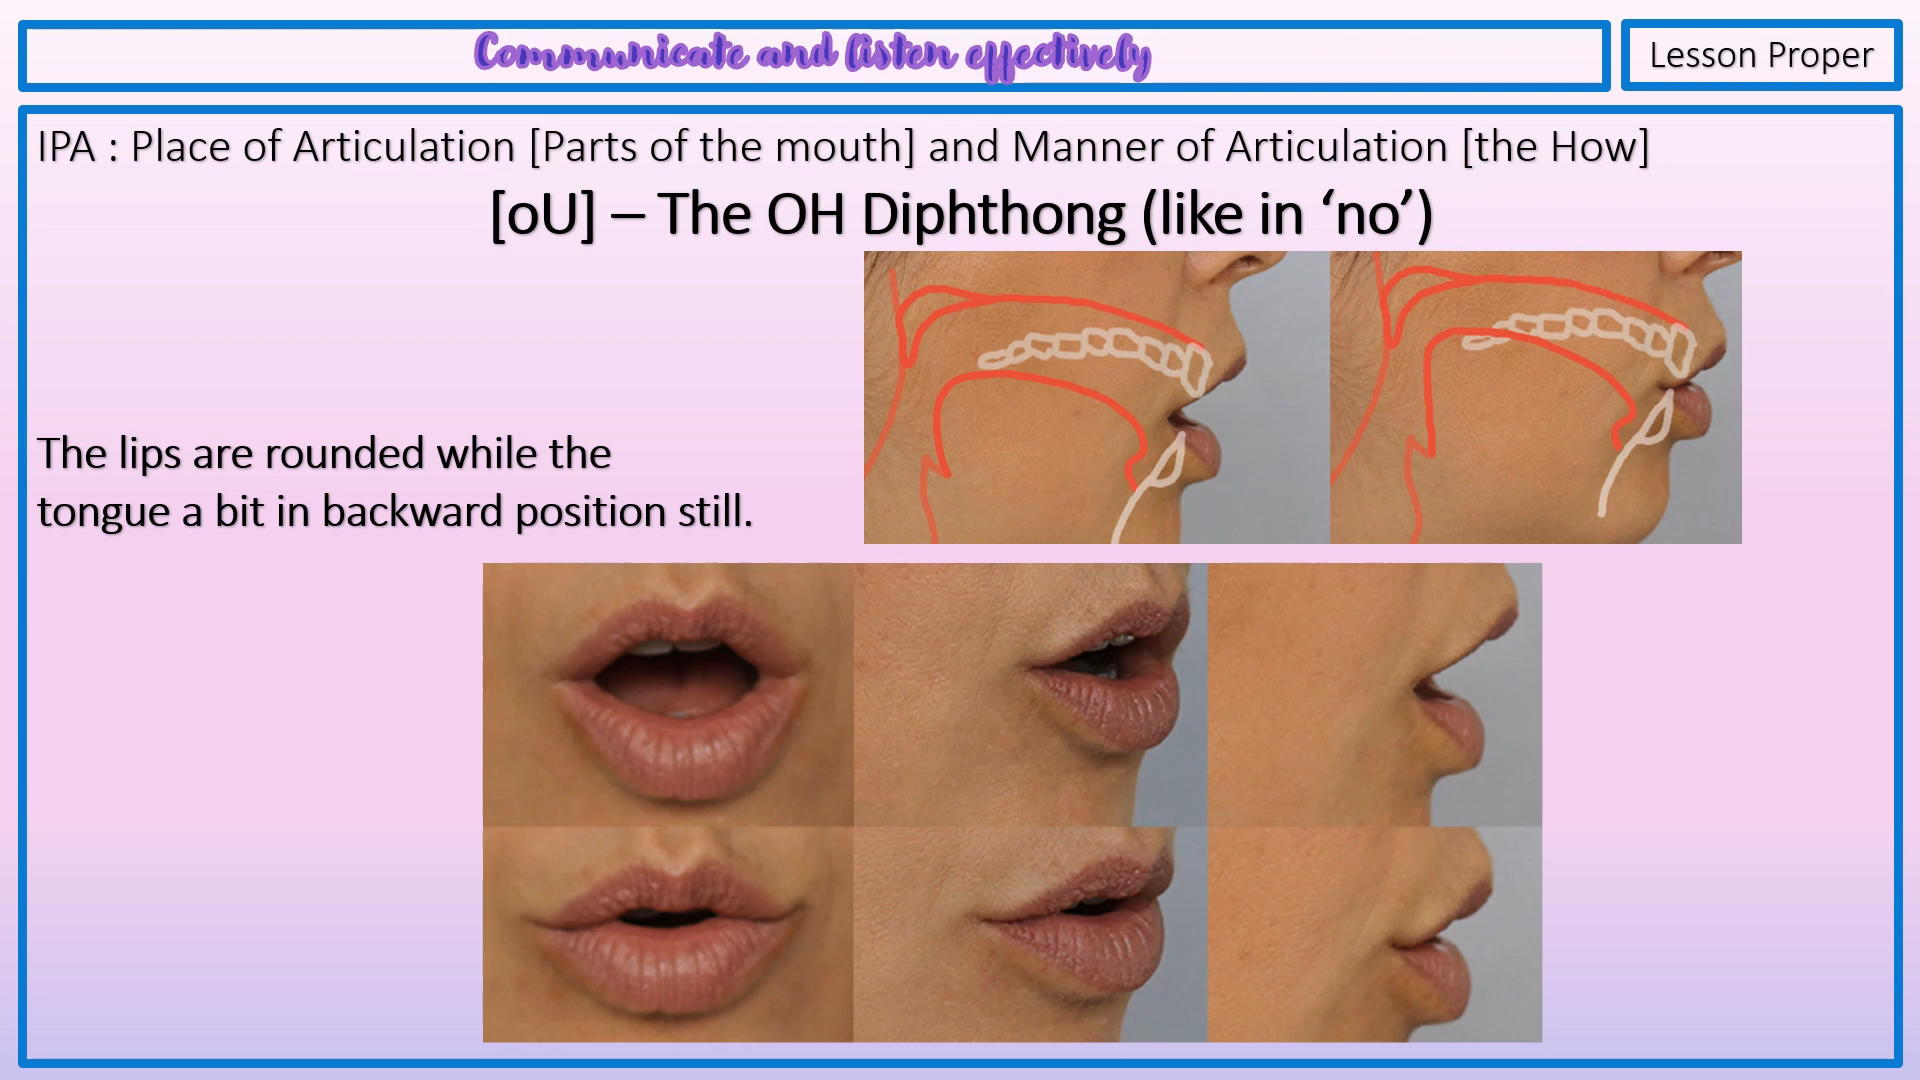 Communicate and listen effectively
Lesson Proper
IPA : Place of Articulation [Parts of the mouth] and Manner of Articulation [the How]
[oU] – The OH Diphthong (like in ‘no’)
The lips are rounded while the
tongue a bit in backward position still.